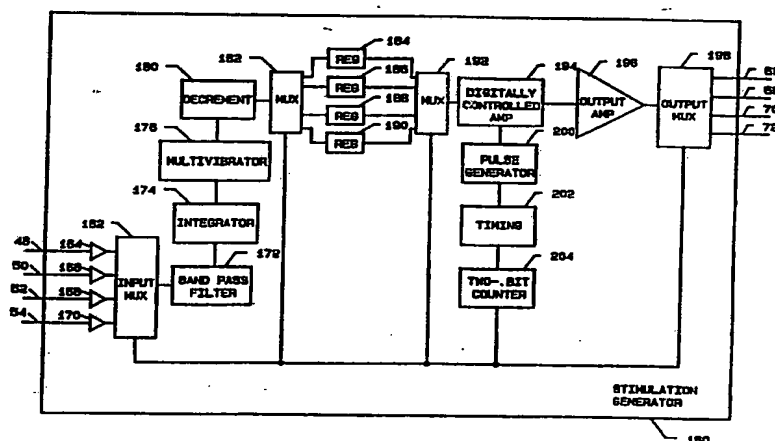 180
182
REG
184
REG
186
REG
188
REG
190
192
194
196
198
DECREMENT
MUX
MUX
DIGITALLY
CONTROLLED
AMP
OUTPUT
AMP
OUTPUT
MUX
70
72
176
MULTIVIBRATOR
200
PULSE
GENERATOR
174
INTEGRATOR
202
TIMING
162
172
204
48
164
50
52
54
170
INPUT
MUX
BAND PASS
FILTER
TWO-.BIT
COUNTER
STIMULATION
GENERATOR